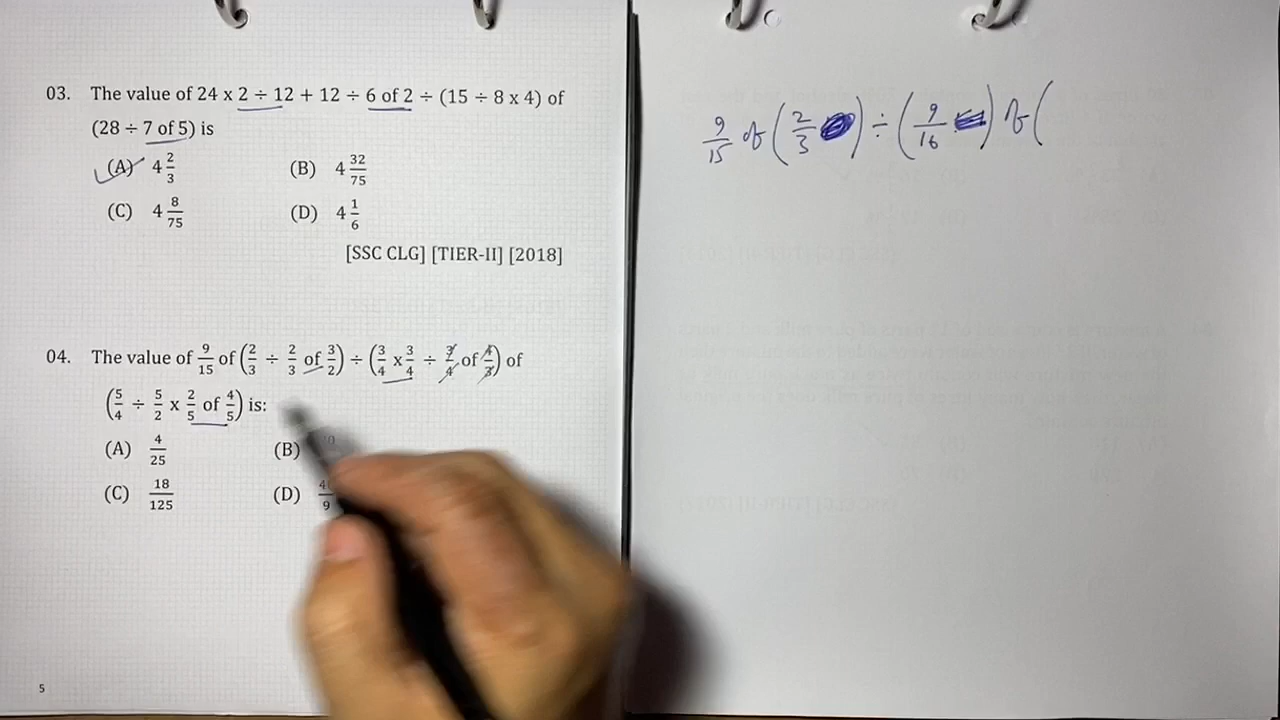 03. The value of 24 x 2 ÷ 12 + 12 ÷ 6 of 2 ÷ (15 ÷ 8 x 4) of
(28 ÷ 7 of 5) is
(A) 4 2/3 (B) 4 32/75
(C) 4 8/75 (D) 4 1/6
[SSC CLG] [TIER-II] [2018]
04. The value of 9/15 of (2/3 ÷ 2/3 of 3/2) ÷ (3/4 x 3/4 ÷ 3/4 of 4/3) of
(5/4 ÷ 5/2 x 2/5 of 4/5) is:
(A) 4/25 (B)
(C) 18/125 (D)
5
9/15 of (2/3) ÷ (9/16) of (